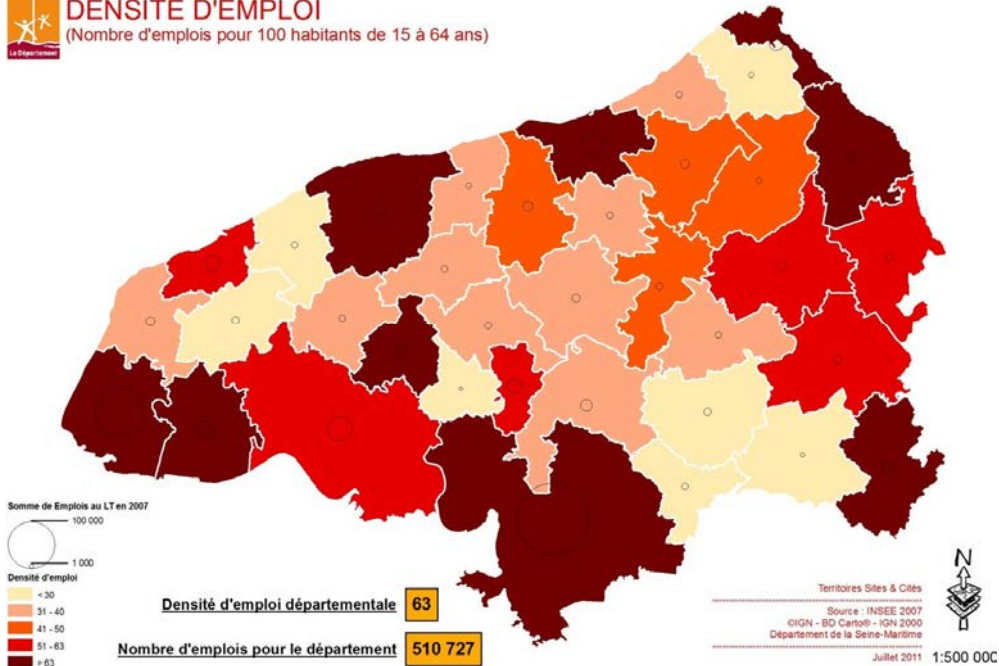 DENSITE D'EMPLOI
(Nombre d'emplois pour 100 habitants de 15 à 64 ans)
Le Département
Somme de Emplois au LT en 2007
100 000
1 000
Densité d'emploi
< 30
31 - 40
41 - 50
51 - 63
> 63
Densité d'emploi départementale 63
Nombre d'emplois pour le département 510 727
N
Territoires Sites & Cités
Source : INSEE 2007
©IGN - BD Carto® - IGN 2000
Département de la Seine-Maritime
Juillet 2011 1:500 000